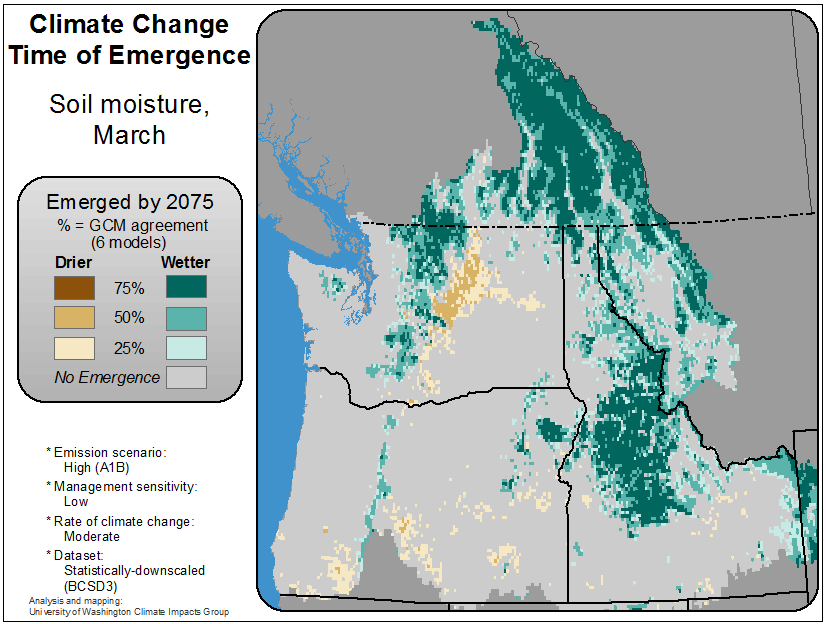 Climate Change
Time of Emergence
Soil moisture,
March
Emerged by 2075
% = GCM agreement
(6 models)
Drier Wetter
75%
50%
25%
No Emergence
* Emission scenario:
High (A1B)
* Management sensitivity:
Low
* Rate of climate change:
Moderate
* Dataset:
Statistically-downscaled
(BCSD3)
Analysis and mapping:
University of Washington Climate Impacts Group